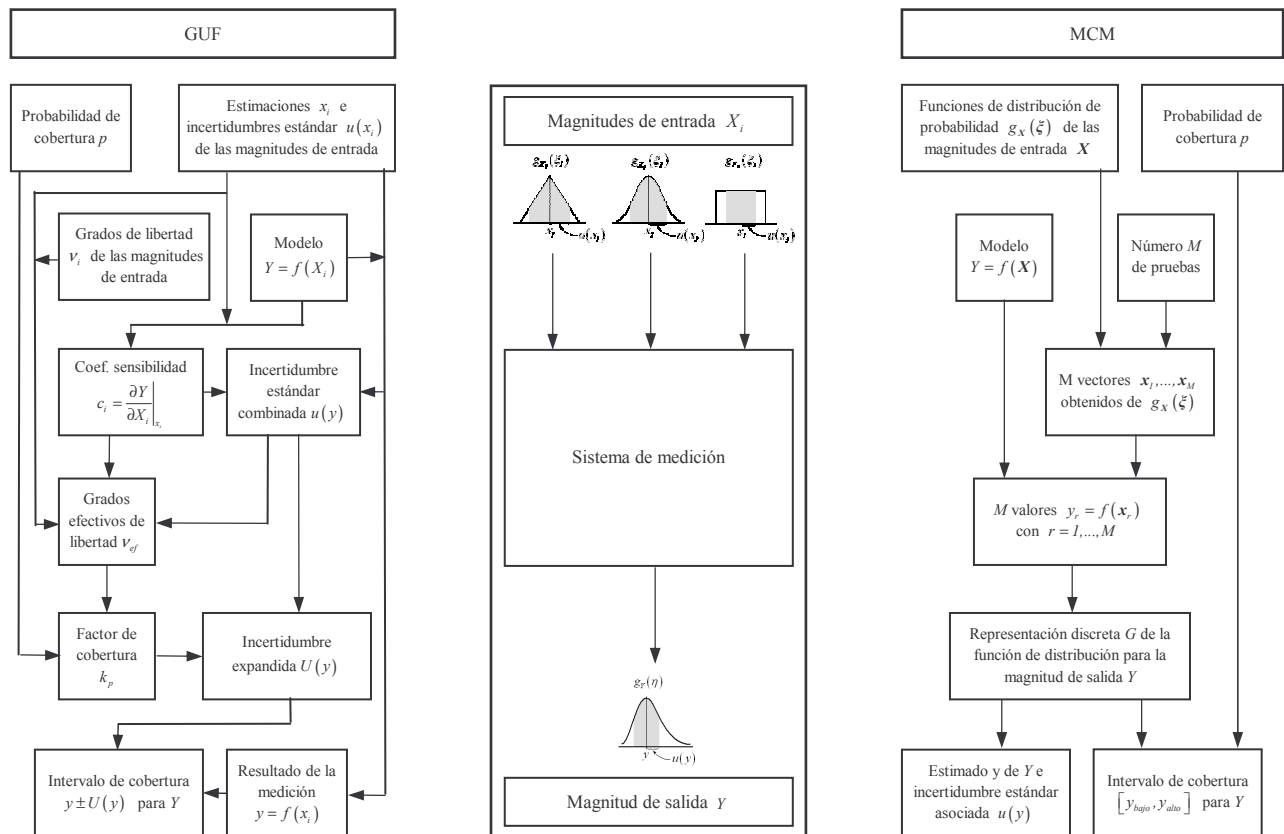 GUF
Probabilidad de
cobertura p
Estimaciones x_i e
incertidumbres estándar u(x_i)
de las magnitudes de entrada
Grados de libertad
ν_i de las magnitudes
de entrada
Modelo
Y = f(X_i)
Coef. sensibilidad
c_i = ∂Y/∂X_i|_{x_i}
Incertidumbre
estándar
combinada u(y)
Grados
efectivos de
libertad ν_ef
Factor de
cobertura
k_p
Incertidumbre
expandida U(y)
Intervalo de cobertura
y ± U(y) para Y
Resultado de la
medición
y = f(x_i)
Magnitudes de entrada X_i
Sistema de medición
g_Y(η)
y u(y)
Magnitud de salida Y
MCM
Funciones de distribución de
probabilidad g_X(ξ) de las
magnitudes de entrada X
Probabilidad de
cobertura p
Modelo
Y = f(X)
Número M
de pruebas
M vectores x_1,...,x_M
obtenidos de g_X(ξ)
M valores y_r = f(x_r)
con r = 1,...,M
Representación discreta G de la
función de distribución para la
magnitud de salida Y
Estimado y de Y e
incertidumbre estándar
asociada u(y)
Intervalo de cobertura
[y_bajo, y_alto] para Y